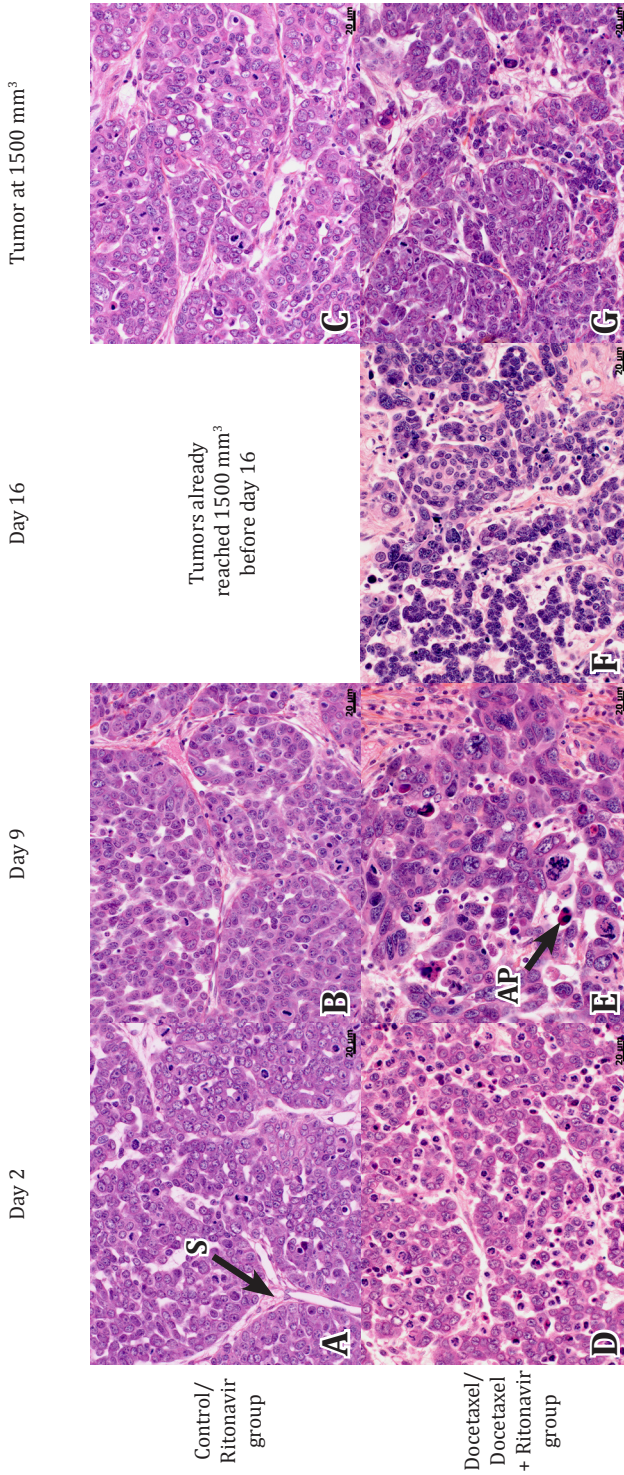 Day 2
Day 9
Day 16
Tumor at 1500 mm³
Control/
Ritonavir
group
S
A
20 µm
B
20 µm
Tumors already
reached 1500 mm³
before day 16
C
20 µm
Docetaxel/
Docetaxel
+ Ritonavir
group
D
20 µm
AP
E
20 µm
F
20 µm
G
20 µm